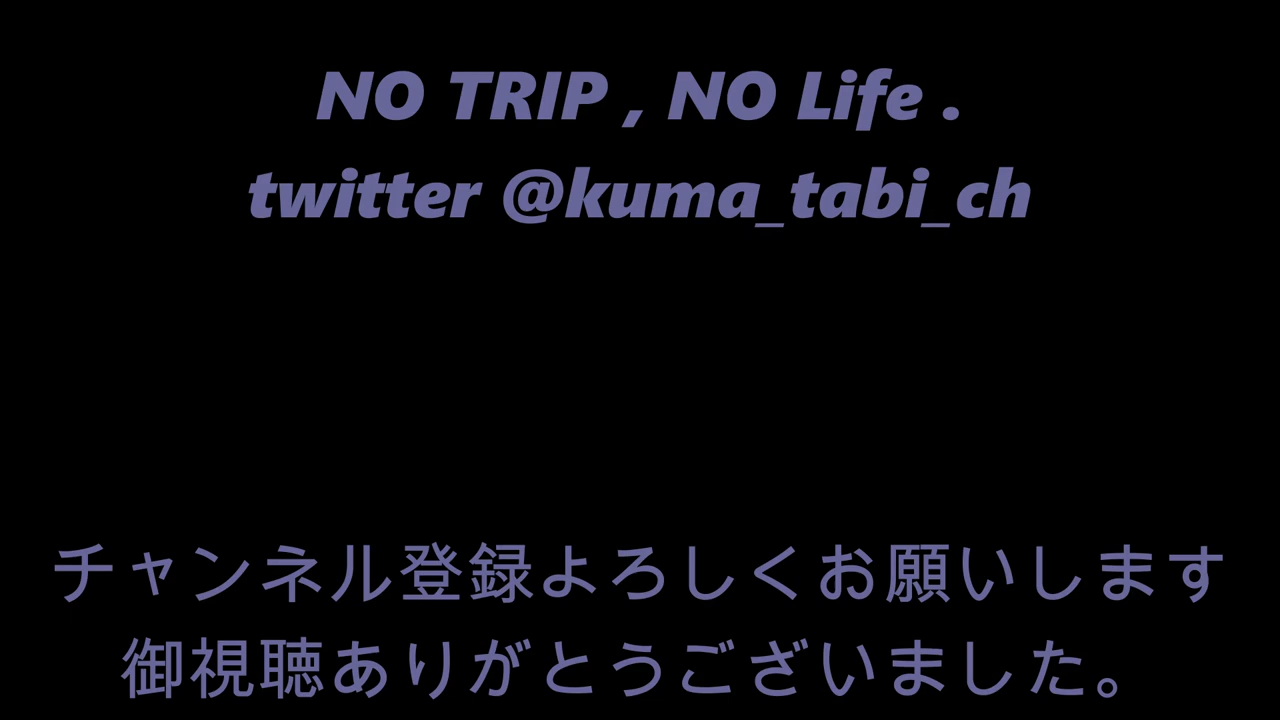 NO TRIP , NO Life .
twitter @kuma_tabi_ch
チャンネル登録よろしくお願いします
御視聴ありがとうございました。